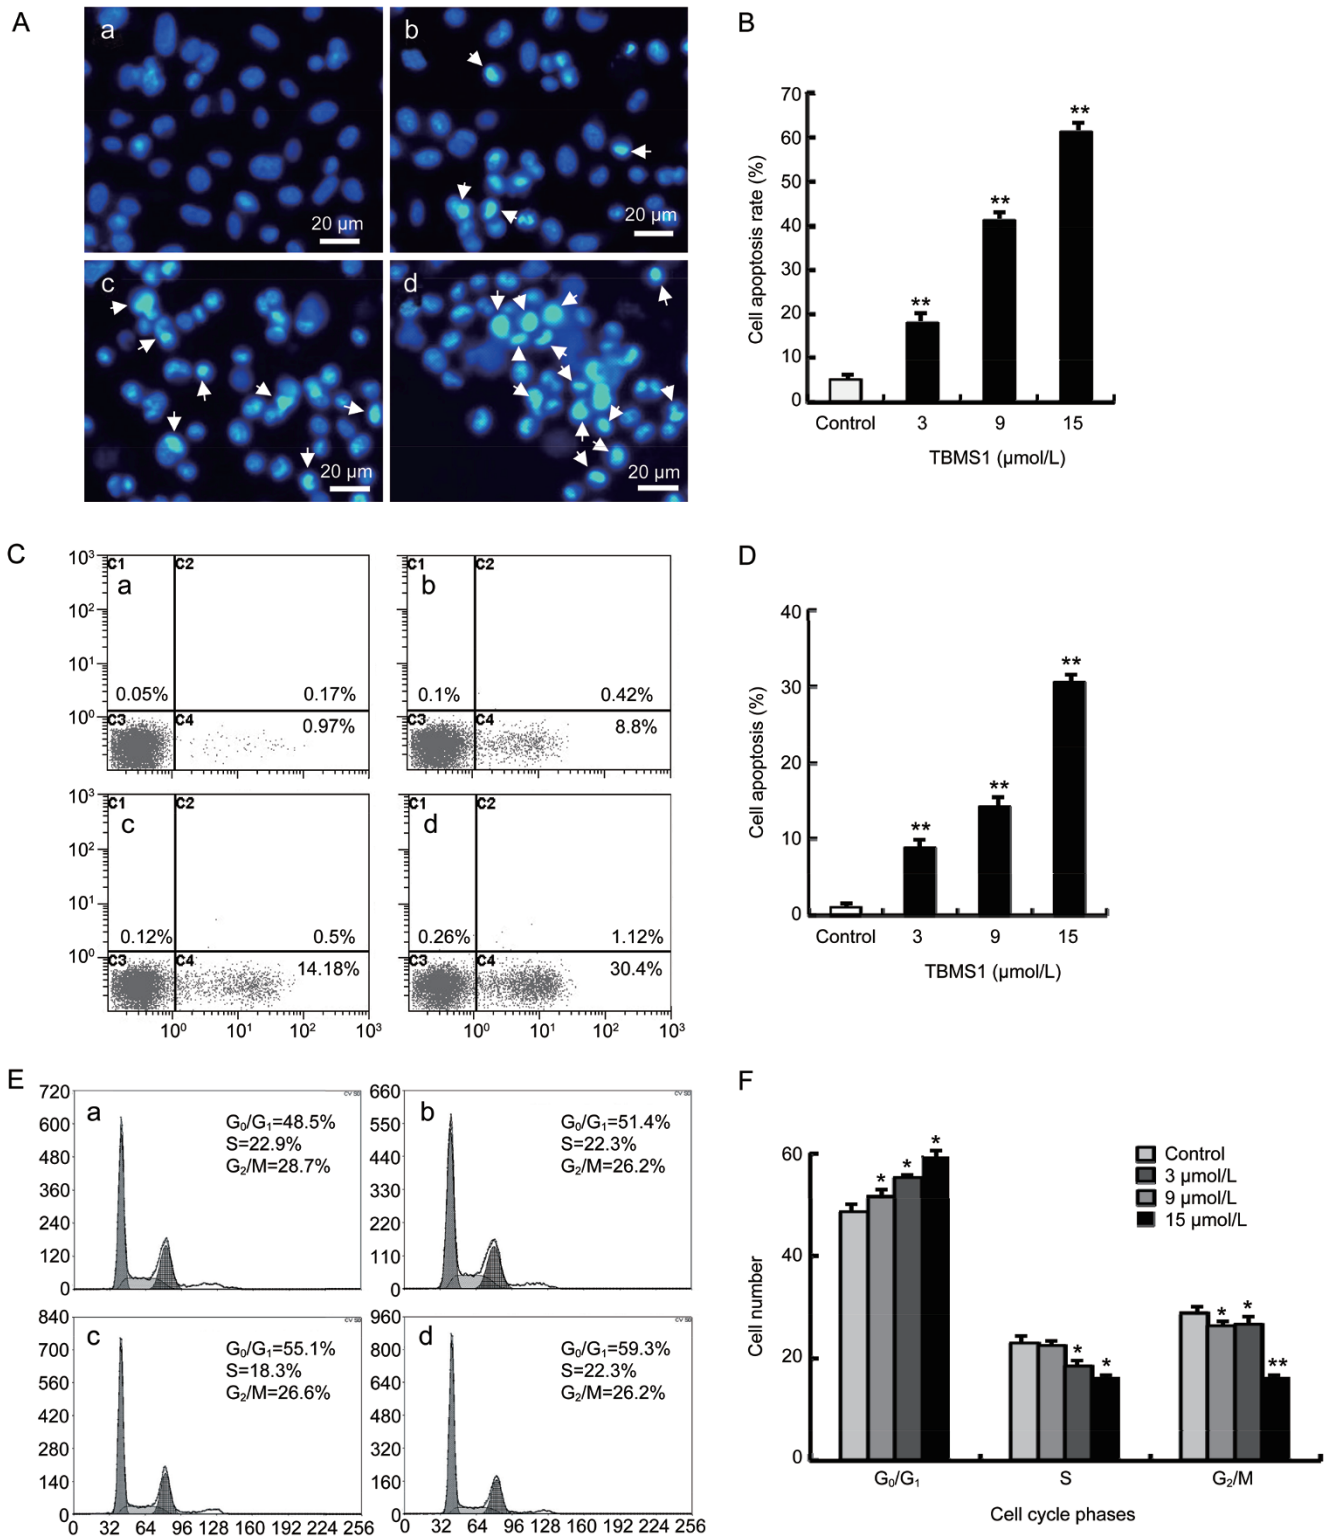 A
a
20 µm
b
20 µm
c
20 µm
d
20 µm
B
Cell apoptosis rate (%)
70
60
50
40
30
20
10
0
**
**
**
Control 3 9 15
TBMS1 (µmol/L)
C
10³
10²
10¹
10⁰
C1 C2
a
0.05% 0.17%
C3 C4 0.97%
C1 C2
b
0.1% 0.42%
C3 C4 8.8%
10³
10²
10¹
10⁰
C1 C2
c
0.12% 0.5%
C3 C4 14.18%
10⁰ 10¹ 10² 10³
C1 C2
d
0.26% 1.12%
C3 C4 30.4%
10⁰ 10¹ 10² 10³
D
Cell apoptosis (%)
40
30
20
10
0
**
**
**
Control 3 9 15
TBMS1 (µmol/L)
E
720
600
480
360
240
120
0
a
G₀/G₁=48.5%
S=22.9%
G₂/M=28.7%
660
550
440
330
220
110
0
b
G₀/G₁=51.4%
S=22.3%
G₂/M=26.2%
840
700
560
420
280
140
0
c
G₀/G₁=55.1%
S=18.3%
G₂/M=26.6%
0 32 64 96 128 160 192 224 256
960
800
640
480
320
160
0
d
G₀/G₁=59.3%
S=22.3%
G₂/M=26.2%
0 32 64 96 128 160 192 224 256
F
Cell number
60
40
20
0
* * *
* *
* * **
Control
3 µmol/L
9 µmol/L
15 µmol/L
G₀/G₁ S G₂/M
Cell cycle phases